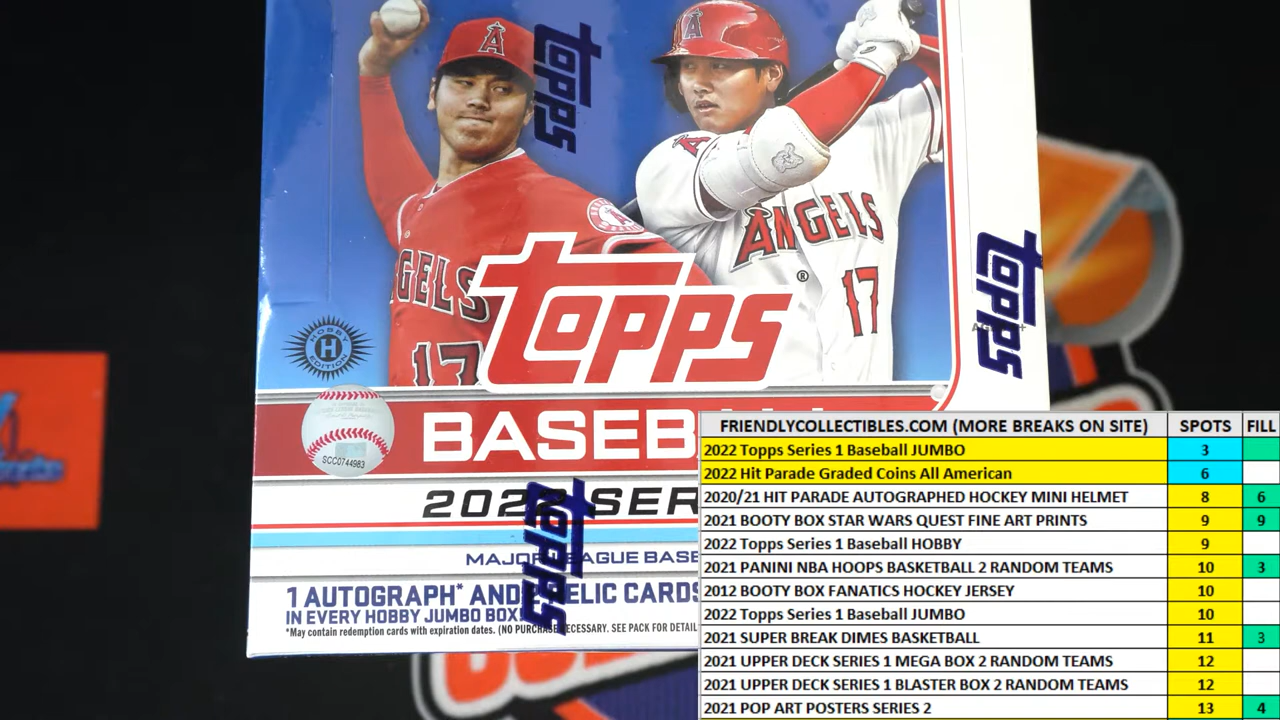 A
A
topps
A
ANGELS
ANGELS
17
17
topps
®
topps
HOBBY
H
EDITION
BASEB
SCC0744983
2022 SER
topps
MAJOR LEAGUE BASE
1 AUTOGRAPH* AND RELIC CARDS
IN EVERY HOBBY JUMBO BOX!
*May contain redemption cards with expiration dates. (NO PURCHASE NECESSARY. SEE PACK FOR DETAIL
FRIENDLYCOLLECTIBLES.COM (MORE BREAKS ON SITE) SPOTS FILL
2022 Topps Series 1 Baseball JUMBO 3
2022 Hit Parade Graded Coins All American 6
2020/21 HIT PARADE AUTOGRAPHED HOCKEY MINI HELMET 8 6
2021 BOOTY BOX STAR WARS QUEST FINE ART PRINTS 9 9
2022 Topps Series 1 Baseball HOBBY 9
2021 PANINI NBA HOOPS BASKETBALL 2 RANDOM TEAMS 10 3
2012 BOOTY BOX FANATICS HOCKEY JERSEY 10
2022 Topps Series 1 Baseball JUMBO 10
2021 SUPER BREAK DIMES BASKETBALL 11 3
2021 UPPER DECK SERIES 1 MEGA BOX 2 RANDOM TEAMS 12
2021 UPPER DECK SERIES 1 BLASTER BOX 2 RANDOM TEAMS 12
2021 POP ART POSTERS SERIES 2 13 4